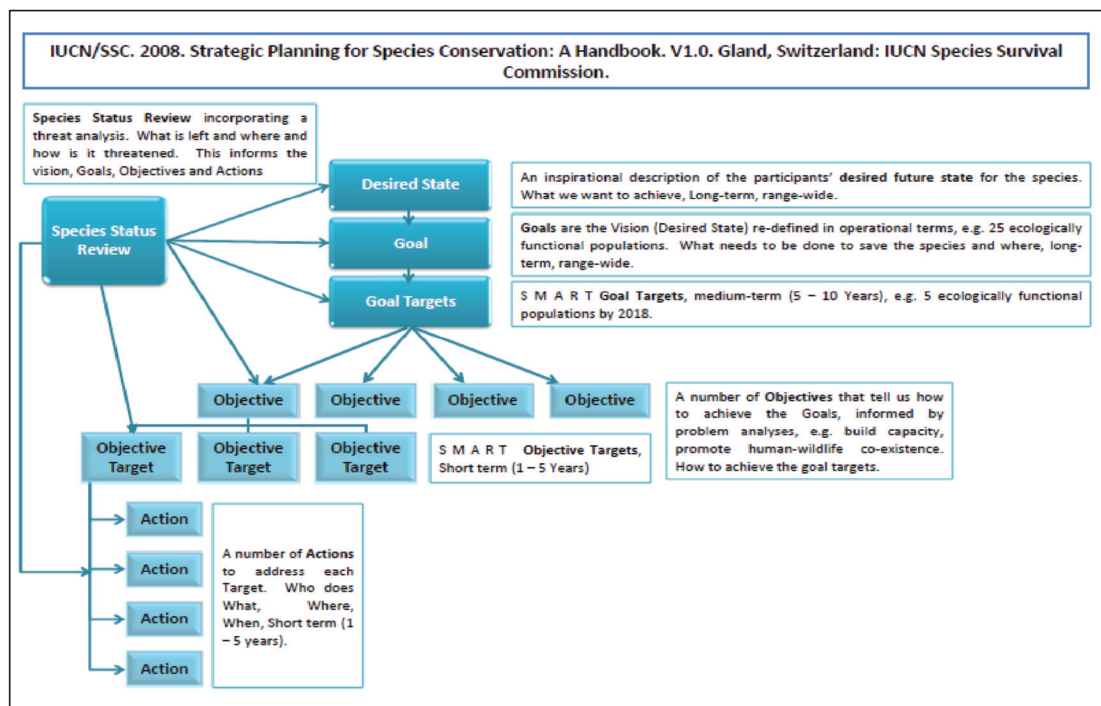 IUCN/SSC. 2008. Strategic Planning for Species Conservation: A Handbook. V1.0. Gland, Switzerland: IUCN Species Survival
Commission.
Species Status Review incorporating a
threat analysis. What is left and where and
how is it threatened. This informs the
vision, Goals, Objectives and Actions
Species Status
Review
Desired State
An inspirational description of the participants' desired future state for the species.
What we want to achieve, Long-term, range-wide.
Goal
Goals are the Vision (Desired State) re-defined in operational terms, e.g. 25 ecologically
functional populations. What needs to be done to save the species and where, long-
term, range-wide.
Goal Targets
S M A R T Goal Targets, medium-term (5 – 10 Years), e.g. 5 ecologically functional
populations by 2018.
Objective
Objective
Objective
Objective
A number of Objectives that tell us how
to achieve the Goals, informed by
problem analyses, e.g. build capacity,
promote human-wildlife co-existence.
How to achieve the goal targets.
Objective
Target
Objective
Target
Objective
Target
S M A R T Objective Targets,
Short term (1 – 5 Years)
Action
Action
Action
Action
A number of Actions
to address each
Target. Who does
What, Where,
When, Short term (1
– 5 years).